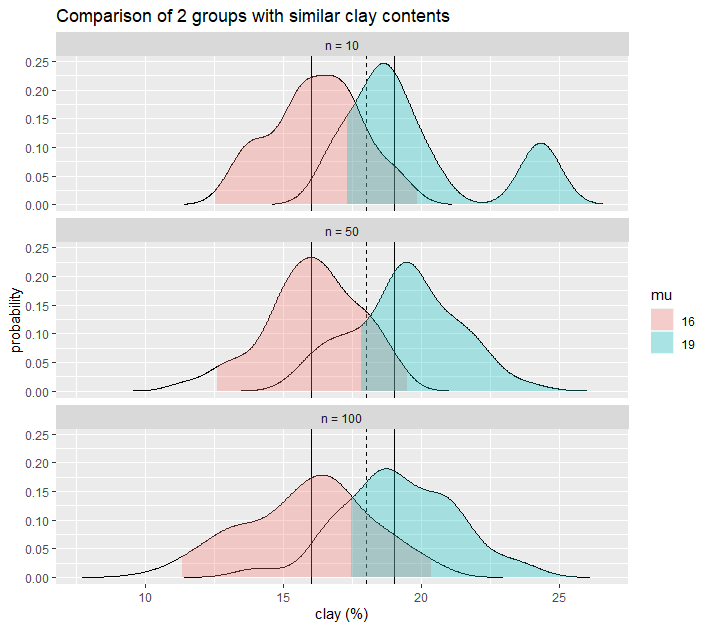 Comparison of 2 groups with similar clay contents
n = 10
0.25
0.20
0.15
0.10
0.05
0.00
n = 50
0.25
0.20
0.15
0.10
0.05
0.00
n = 100
0.25
0.20
0.15
0.10
0.05
0.00
10 15 20 25
clay (%)
probability
mu
16
19